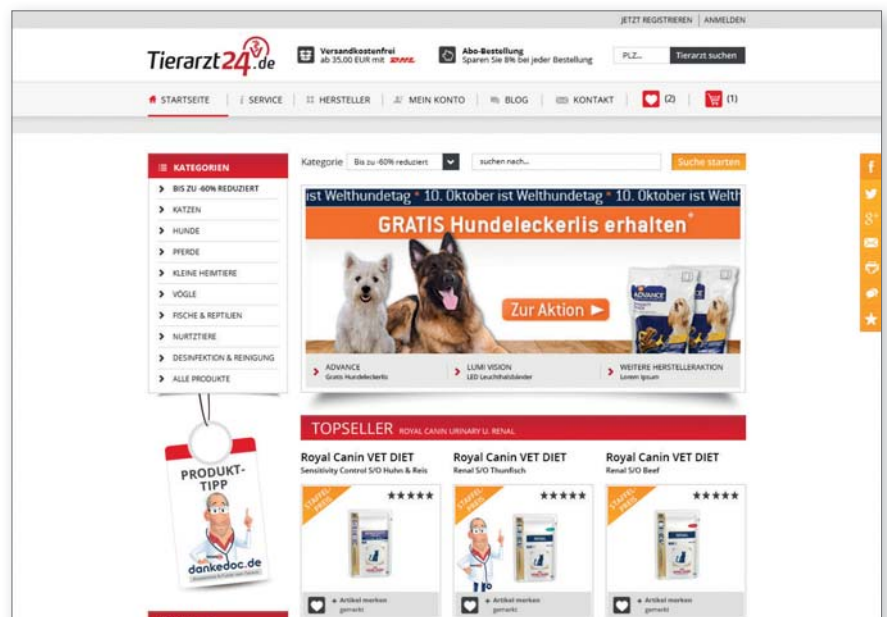 JETZT REGISTRIEREN | ANMELDEN
Tierarzt24.de
Versandkostenfrei
ab 35.00 EUR mit DHL
Abo-Bestellung
Sparen Sie 8% bei jeder Bestellung
PLZ...
Tierarzt suchen
STARTSEITE | SERVICE | HERSTELLER | MEIN KONTO | BLOG | KONTAKT | (2) | (1)
KATEGORIEN
BIS ZU -60% REDUZIERT
KATZEN
HUNDE
PFERDE
KLEINE HEIMTIERE
VÖGLE
FISCHE & REPTILIEN
NURTZTIERE
DESINFEKTION & REINIGUNG
ALLE PRODUKTE
Kategorie Bis zu -60% reduziert suchen nach... Suche starten
ist Welthundetag * 10. Oktober ist Welthundetag * 10. Oktober ist Welth
GRATIS Hundeleckerlis erhalten*
Zur Aktion
ADVANCE
ADVANCE
Gratis Hundeleckerlis
LUMI VISION
LED Leuchthalsbänder
WEITERE HERSTELLERAKTION
Lorem ipsum
PRODUKT-
TIPP
dankedoc.de
TOPSELLER ROYAL CANIN URINARY U. RENAL
Royal Canin VET DIET
Sensitivity Control S/O Huhn & Reis
STAFFEL-
PREIS
+ Artikel merken
gemerkt
Royal Canin VET DIET
Renal S/O Thunfisch
STAFFEL-
PREIS
+ Artikel merken
gemerkt
Royal Canin VET DIET
Renal S/O Beef
STAFFEL-
PREIS
+ Artikel merken
gemerkt
f
g+